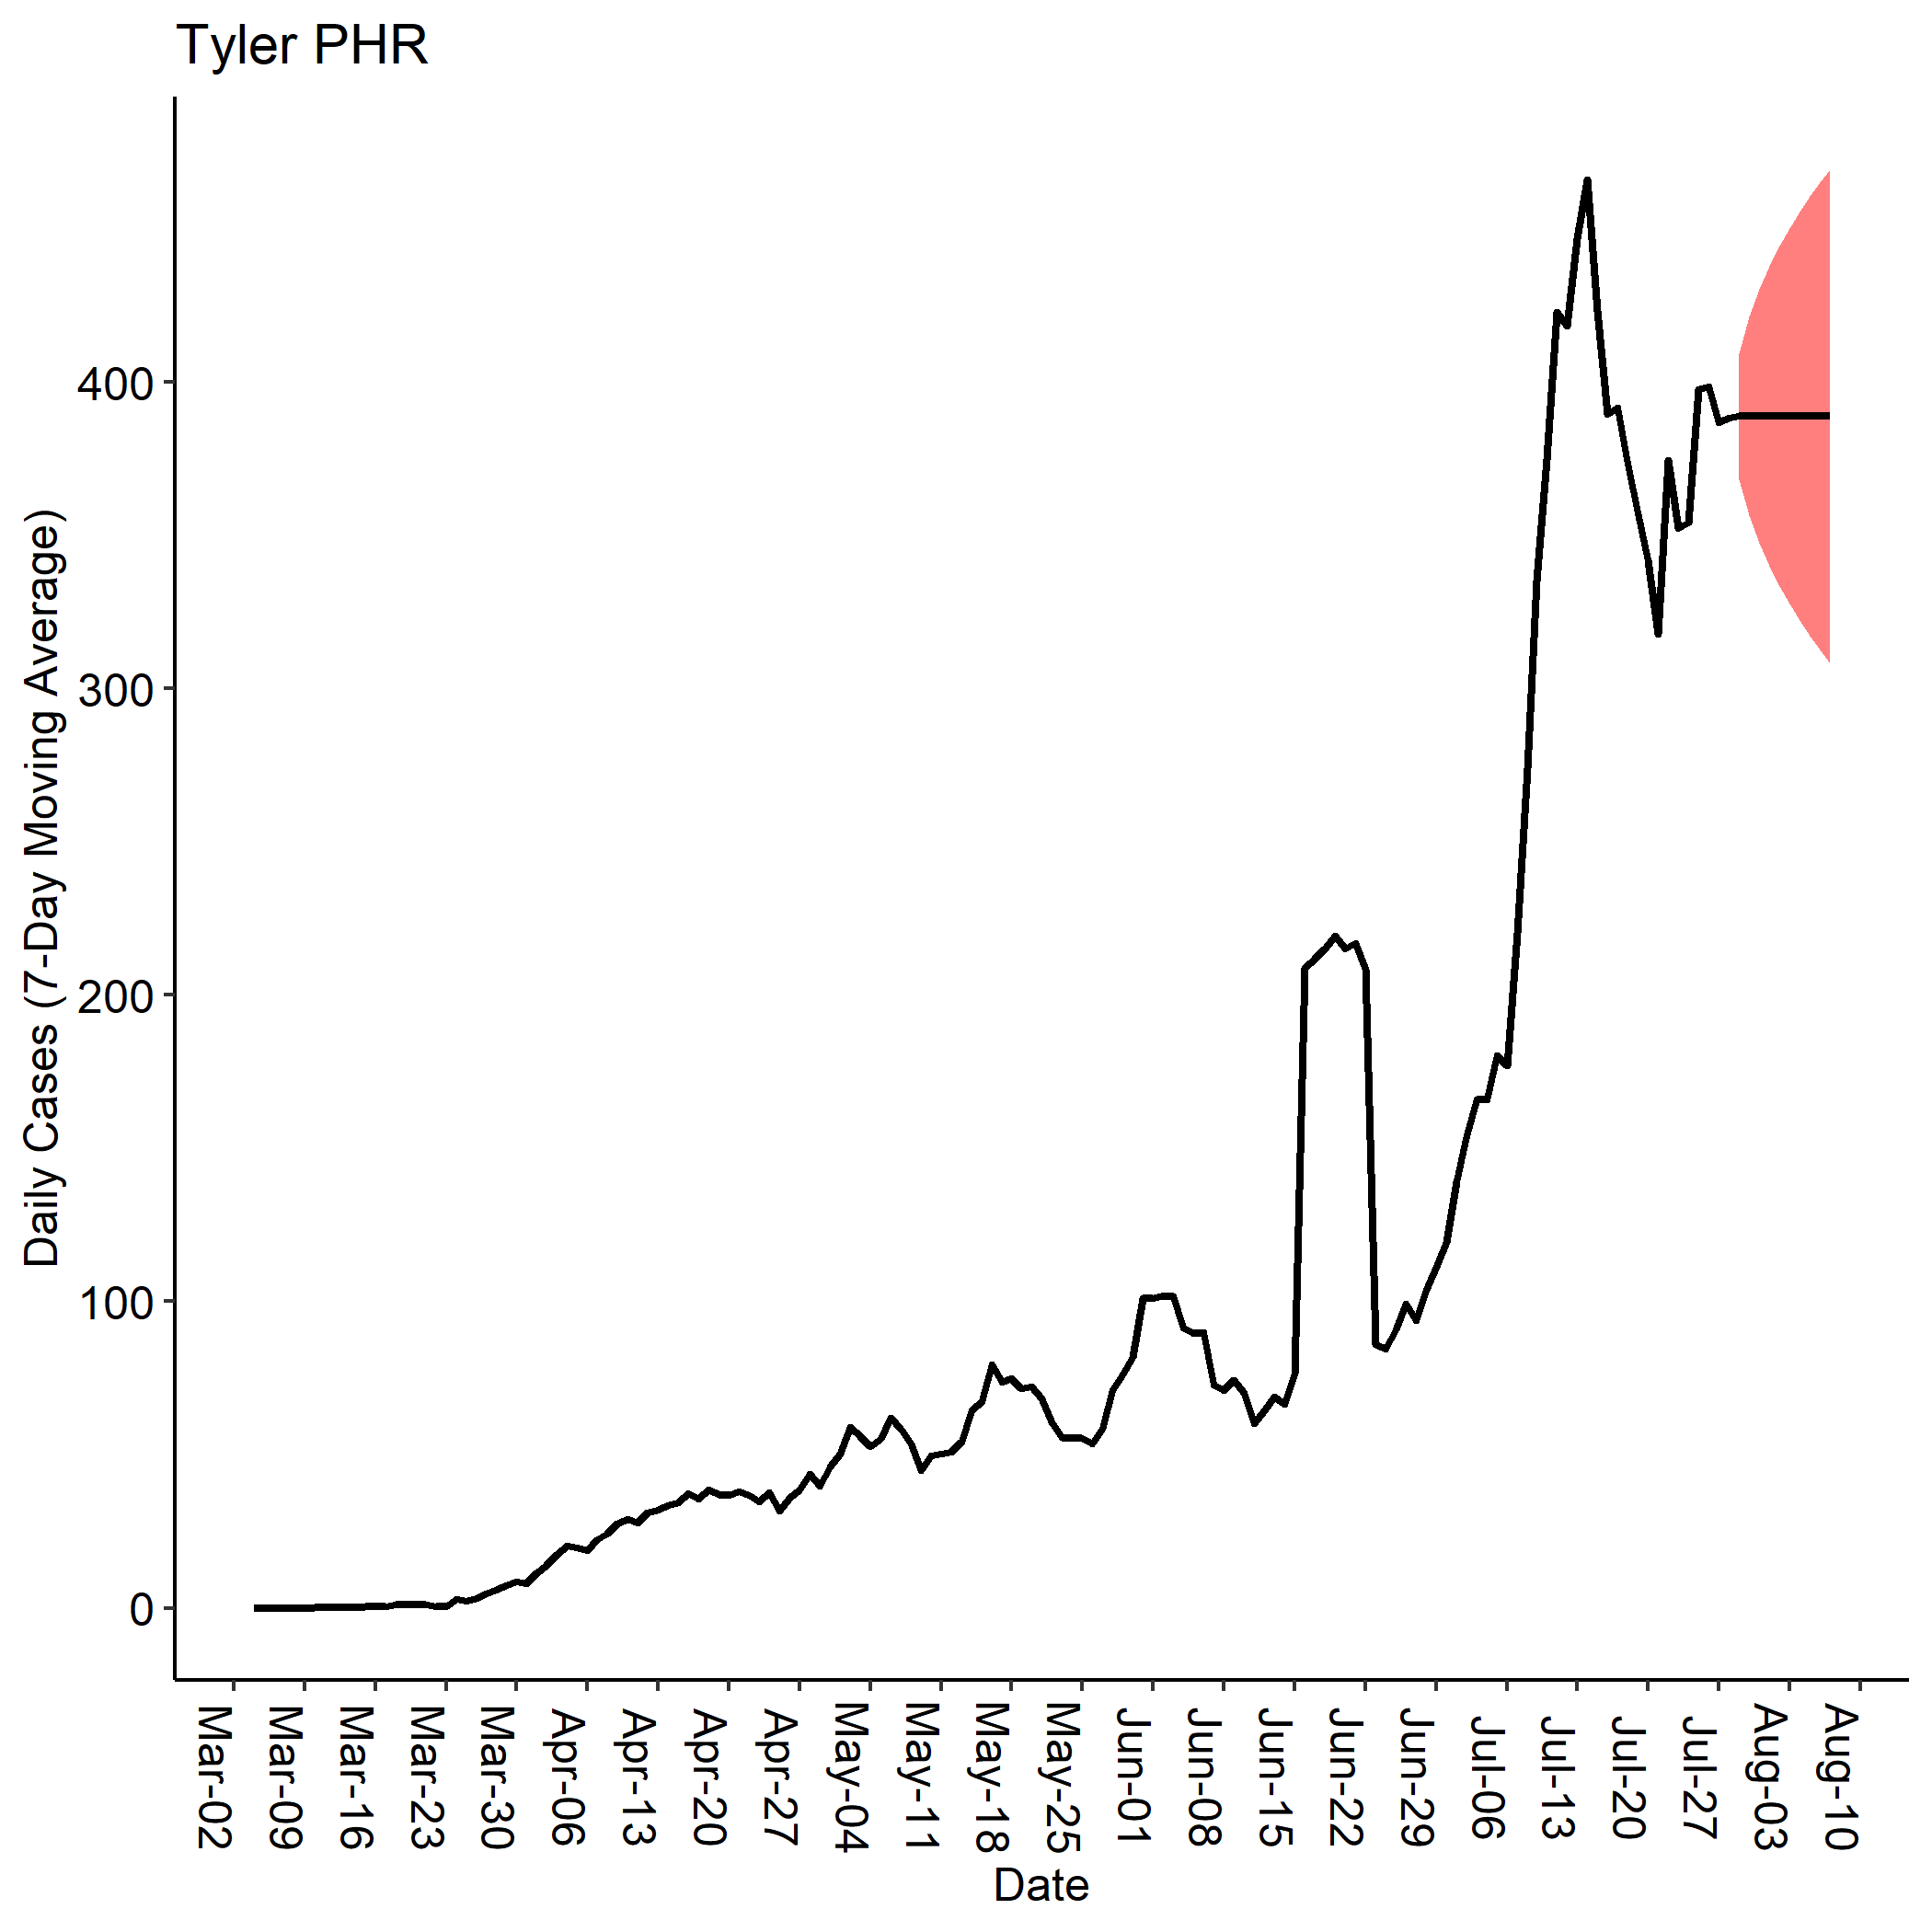 Tyler PHR
Daily Cases (7-Day Moving Average)
400
300
200
100
0
Mar-02
Mar-09
Mar-16
Mar-23
Mar-30
Apr-06
Apr-13
Apr-20
Apr-27
May-04
May-11
May-18
May-25
Jun-01
Jun-08
Jun-15
Jun-22
Jun-29
Jul-06
Jul-13
Jul-20
Jul-27
Aug-03
Aug-10
Date